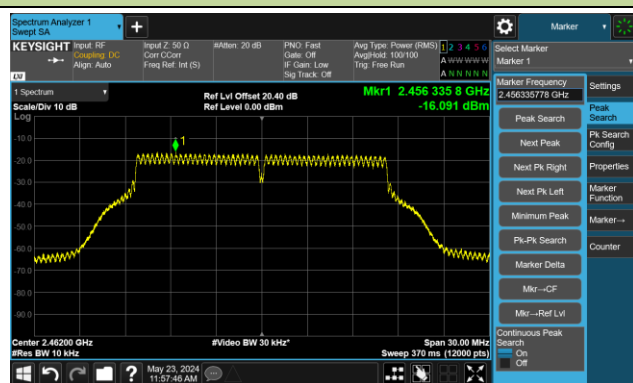 Spectrum Analyzer 1
Swept SA
Marker
KEYSIGHT
Input: RF
Coupling: DC
Align: Auto
Input Z: 50 Ω
Corr CCorr
Freq Ref: Int (S)
#Atten: 20 dB
PNO: Fast
Gate: Off
IF Gain: Low
Sig Track: Off
Avg Type: Power (RMS)
Avg|Hold: 100/100
Trig: Free Run
1 2 3 4 5 6
A W W W W W
A N N N N N
LXI
Select Marker
Marker 1
1 Spectrum
Scale/Div 10 dB
Ref Lvl Offset 20.40 dB
Ref Level 0.00 dBm
Mkr1 2.456 335 8 GHz
-16.091 dBm
Log
1
-10.0
-20.0
-30.0
-40.0
-50.0
-60.0
-70.0
-80.0
-90.0
Center 2.46200 GHz
#Res BW 10 kHz
#Video BW 30 kHz*
Span 30.00 MHz
Sweep 370 ms (12000 pts)
Marker Frequency
2.456335778 GHz
Peak Search
Next Peak
Next Pk Right
Next Pk Left
Minimum Peak
Pk-Pk Search
Marker Delta
Mkr→CF
Mkr→Ref Lvl
Continuous Peak
Search
On
Off
Settings
Peak
Search
Pk Search
Config
Properties
Marker
Function
Marker→
Counter
?
May 23, 2024
11:57:46 AM